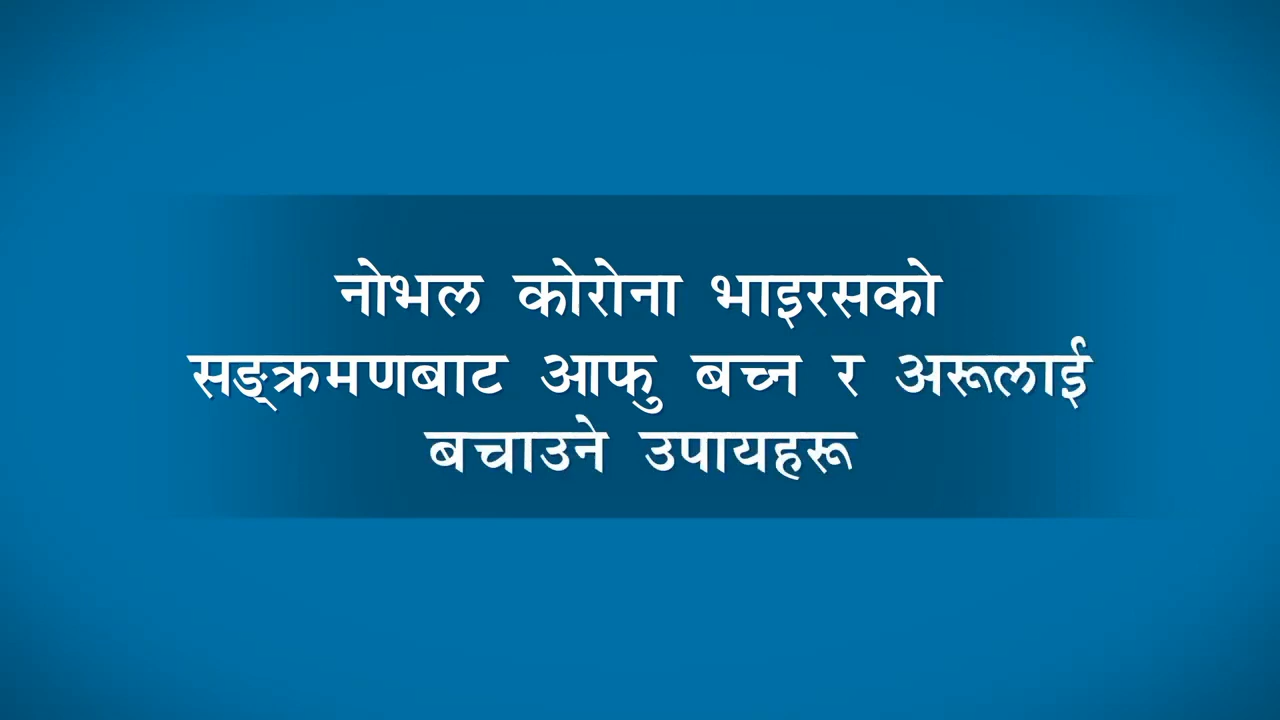 नोभल कोरोना भाइरसको
सङ्क्रमणबाट आफु बच्न र अरूलाई
बचाउने उपायहरू